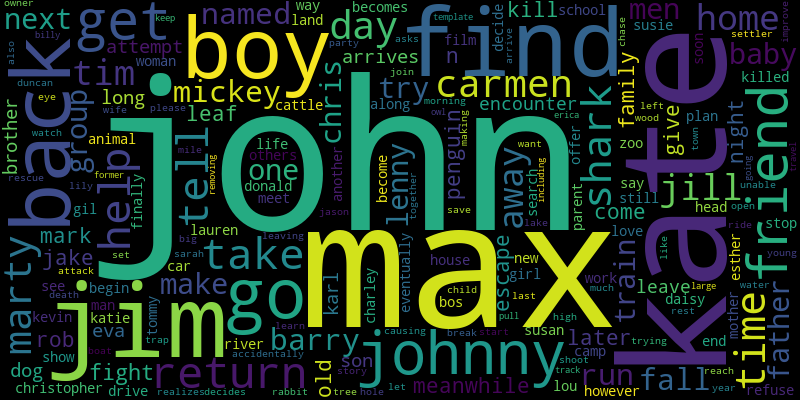 john
max
kate
jim
boy
find
back
get
go
johnny
friend
day
home
next
named
tim
mickey
carmen
shark
jill
help
tell
one
take
make
return
barry
marty
fall
run
time
father
train
away
lenny
chris
penguin
escape
men
baby
night
family
kill
school
susie
group
attempt
woman
way
land
becomes
arrives
film
n
try
encounter
long
leaf
cattle
along
brother
animal
life
others
donald
meet
another
finally
gil
mark
jake
lauren
become
search
offer
parent
come
give
zoo
say
still
love
plan
head
esther
mother
daisy
leave
work
car
river
house
meanwhile
old
son
susan
later
camp
lou
however
fight
drive
christopher
dog
show
rob
kevin
eva
katie
man
see
begin
set
attack
death
tommy
trap
realizes
decides
rabbit
accidentally
tree
hole
story
let
karl
charley
eventually
causing
break
start
pull
bos
child
last
new
girl
high
shoot
track
trying
end
refuse
year
reach
rest
large
like
water
young
unable
open
ride
stop
travel
going
killed
settler
soon
chase
improve
town
wood
left
decide
arrive
erica
want
including
making
owl
morning
template
join
asks
party
keep
owner
also
billy
duncan
eye
watch
wife
please
rescue
lily
former
mile
removing
big
sarah
leaving
jason
together
save
lake
learn
much
boat